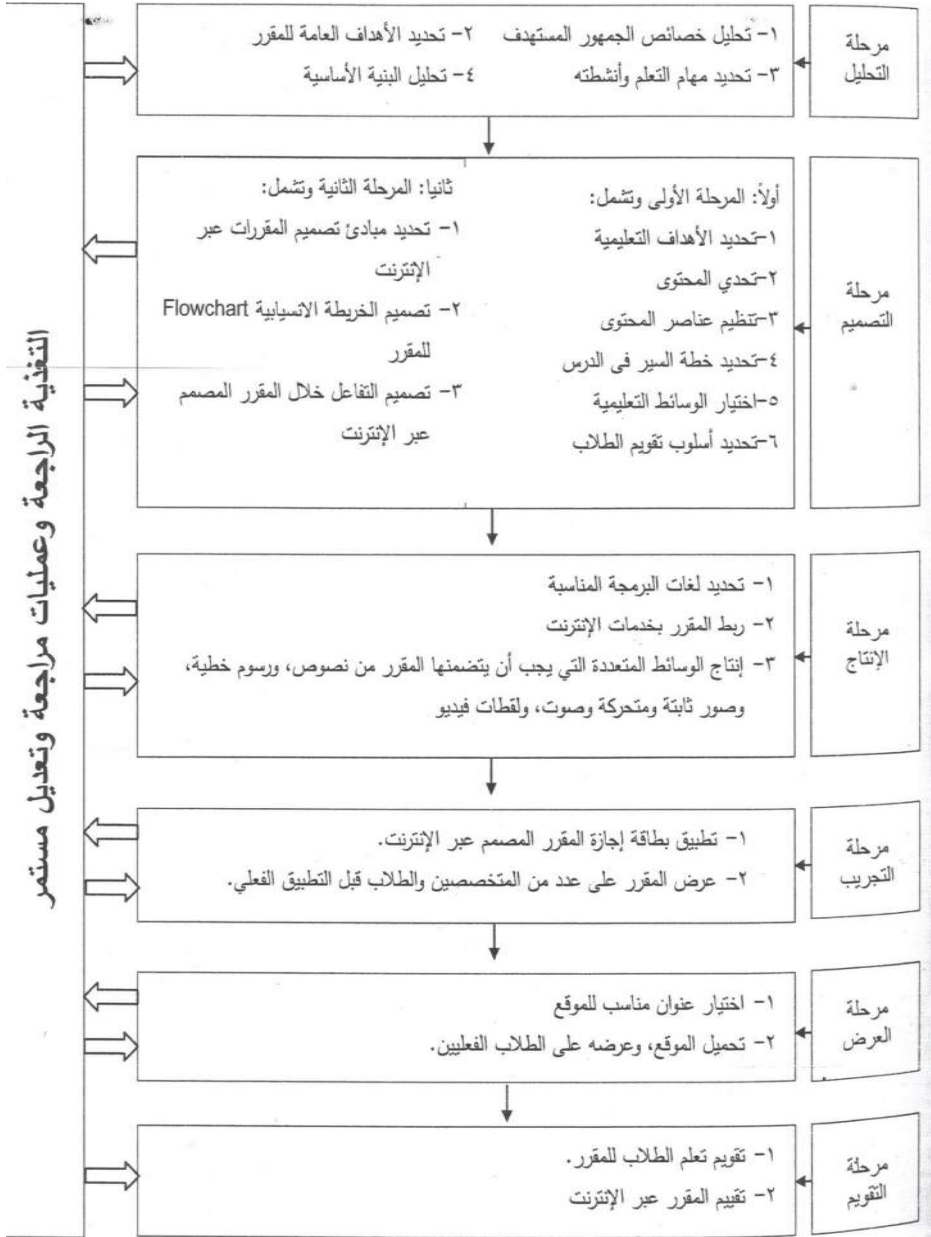 مرحلة
التحليل
١- تحليل خصائص الجمهور المستهدف ٢- تحديد الأهداف العامة للمقرر
٣- تحديد مهام التعلم وأنشطته ٤- تحليل البنية الأساسية
مرحلة
التصميم
أولاً: المرحلة الأولى وتشمل:
١-تحديد الأهداف التعليمية
٢-تحدي المحتوى
٣-تنظيم عناصر المحتوى
٤-تحديد خطة السير فى الدرس
٥-اختيار الوسائط التعليمية
٦-تحديد أسلوب تقويم الطلاب
ثانيا: المرحلة الثانية وتشمل:
١- تحديد مبادئ تصميم المقررات عبر
الإنترنت
٢- تصميم الخريطة الانسيابية Flowchart
للمقرر
٣- تصميم التفاعل خلال المقرر المصمم
عبر الإنترنت
مرحلة
الإنتاج
١- تحديد لغات البرمجة المناسبة
٢- ربط المقرر بخدمات الإنترنت
٣- إنتاج الوسائط المتعددة التي يجب أن يتضمنها المقرر من نصوص، ورسوم خطية،
وصور ثابتة ومتحركة وصوت، ولقطات فيديو
مرحلة
التجريب
١- تطبيق بطاقة إجازة المقرر المصمم عبر الإنترنت.
٢- عرض المقرر على عدد من المتخصصين والطلاب قبل التطبيق الفعلي.
مرحلة
العرض
١- اختيار عنوان مناسب للموقع
٢- تحميل الموقع، وعرضه على الطلاب الفعليين.
مرحلة
التقويم
١- تقويم تعلم الطلاب للمقرر.
٢- تقييم المقرر عبر الإنترنت
التغذية الراجعة وعمليات مراجعة وتعديل مستمر